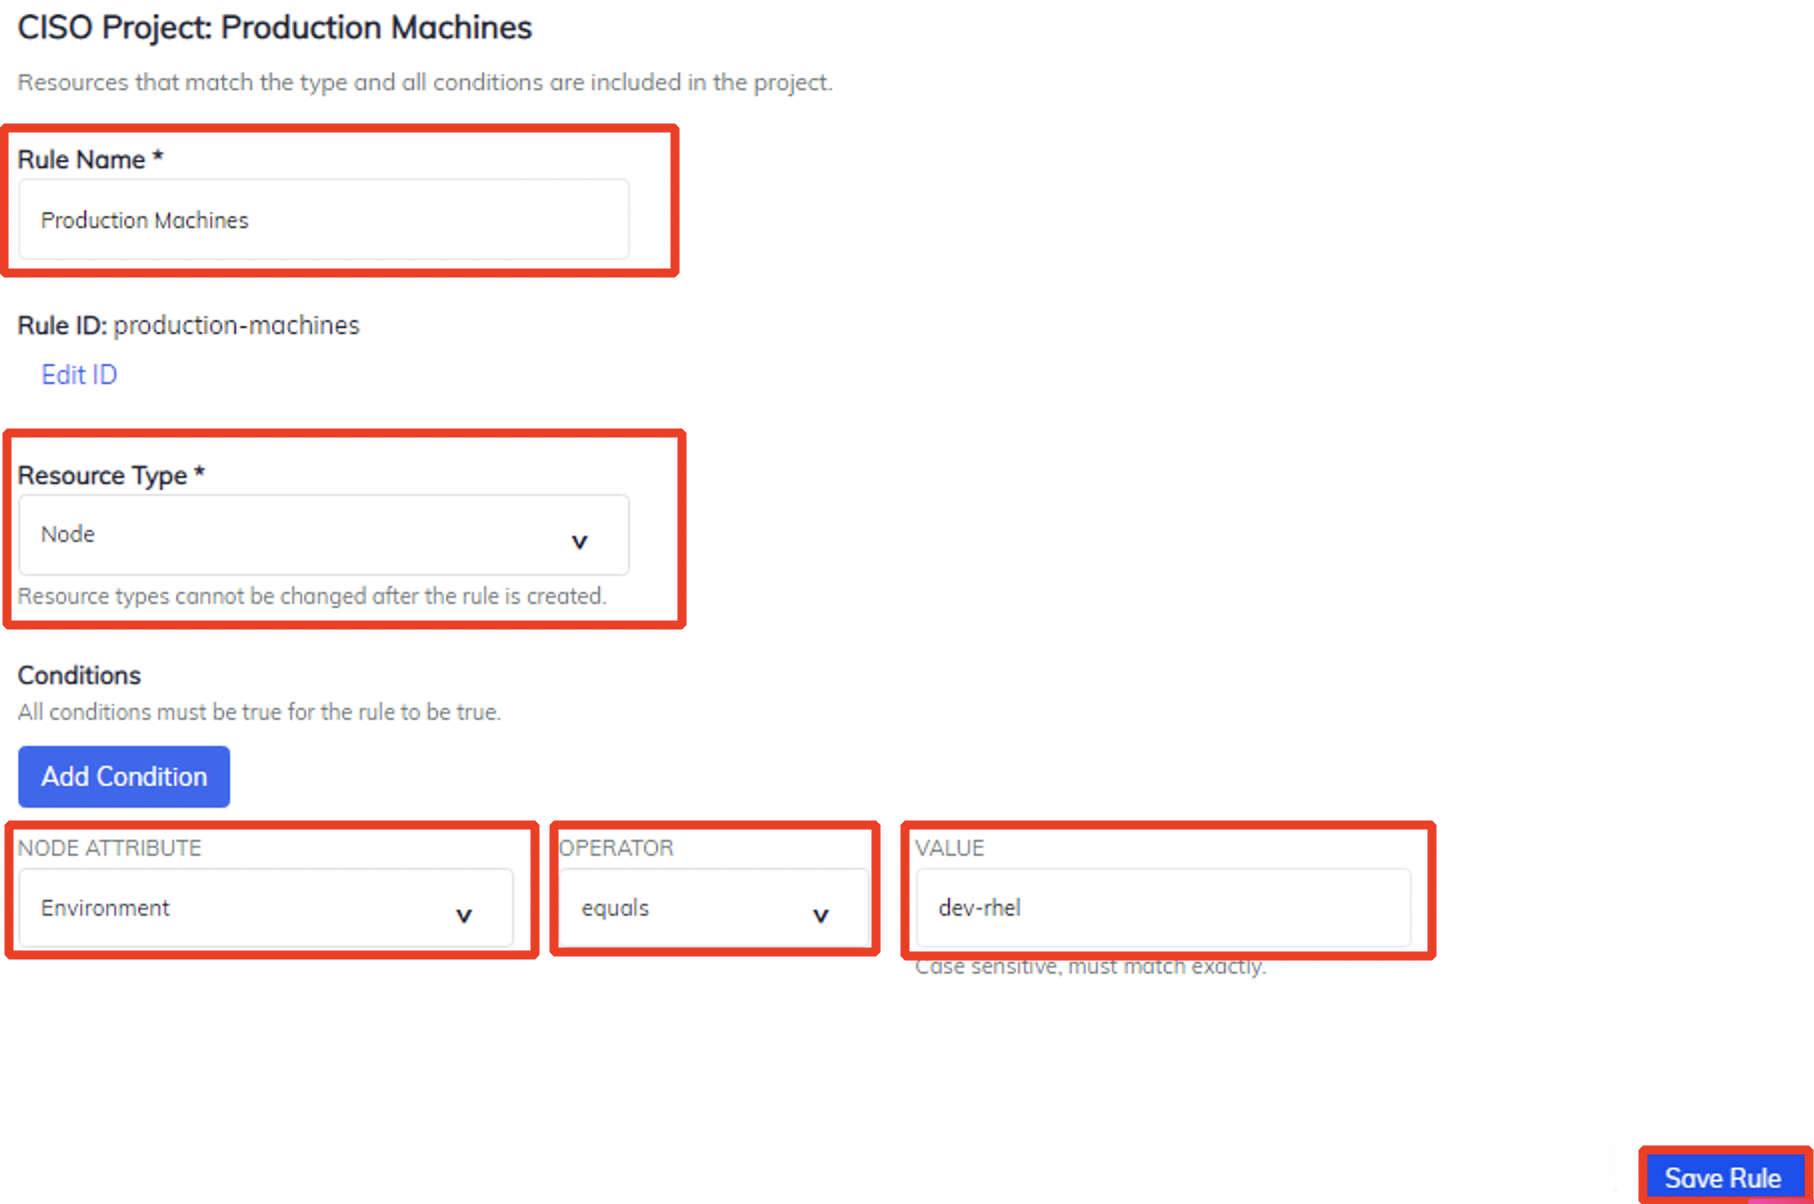 CISO Project: Production Machines
Resources that match the type and all conditions are included in the project.
Rule Name *
Production Machines
Rule ID: production-machines
Edit ID
Resource Type *
Node
Resource types cannot be changed after the rule is created.
Conditions
All conditions must be true for the rule to be true.
Add Condition
NODE ATTRIBUTE OPERATOR VALUE
Environment equals dev-rhel
Case sensitive, must match exactly.
Save Rule